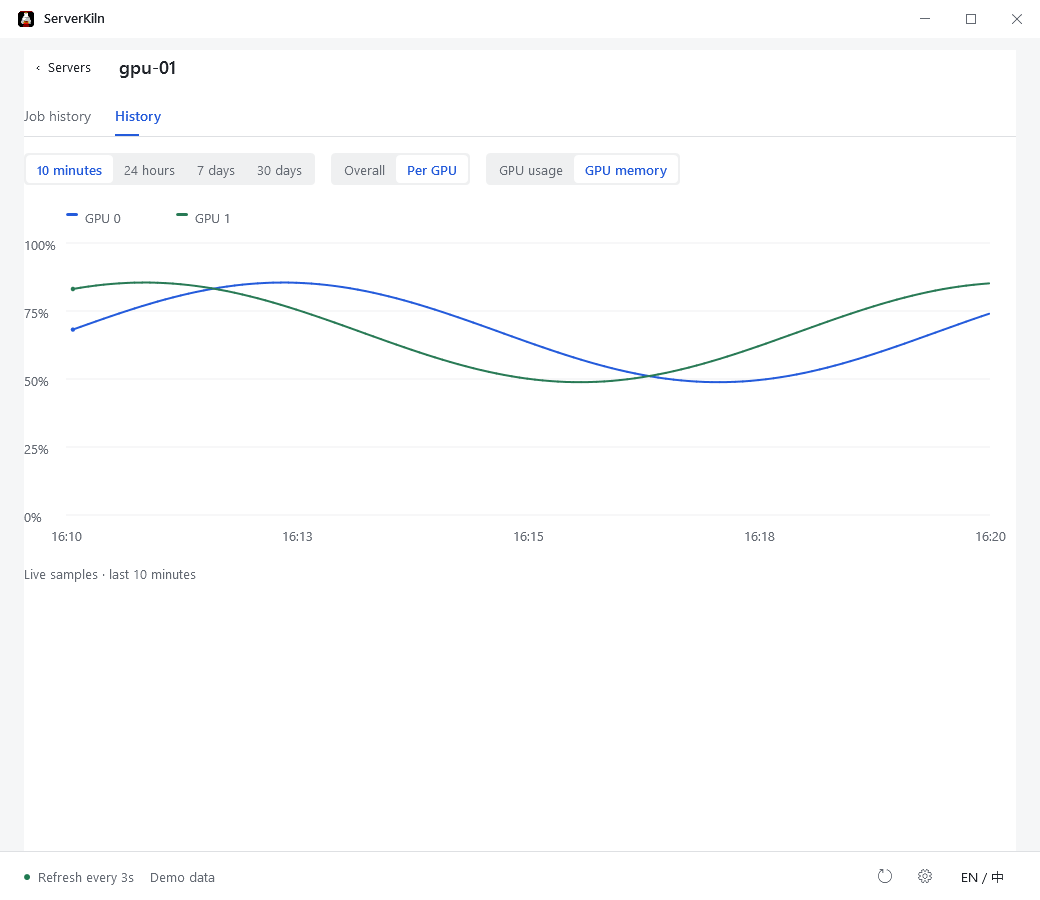 ServerKiln
‹ Servers gpu-01
Job history History
10 minutes 24 hours 7 days 30 days Overall Per GPU GPU usage GPU memory
GPU 0 GPU 1
100%
75%
50%
25%
0%
16:10 16:13 16:15 16:18 16:20
Live samples · last 10 minutes
Refresh every 3s Demo data EN / 中